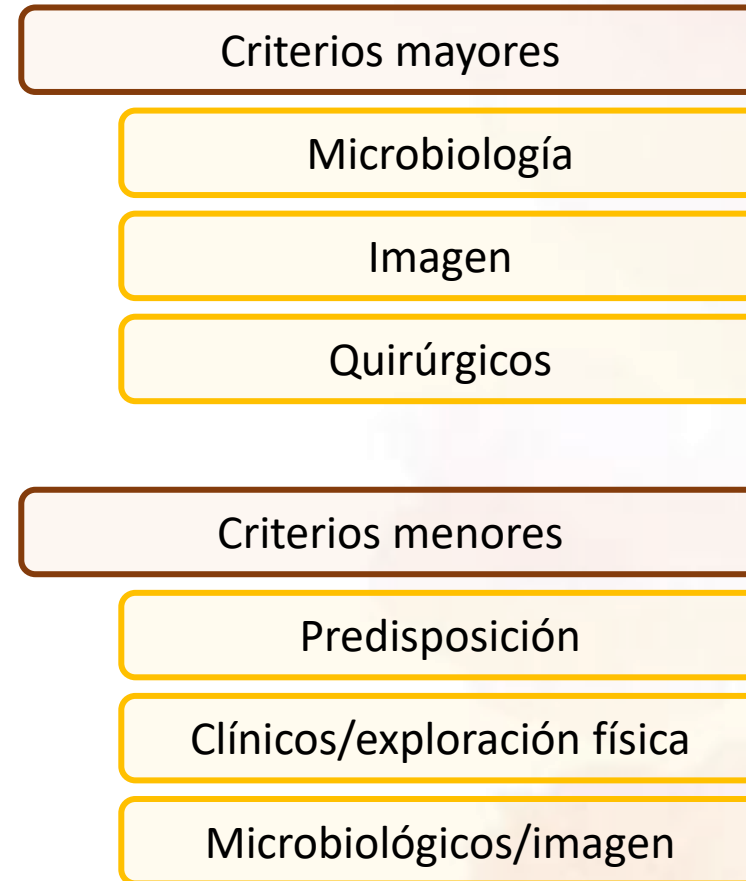 Criterios mayores
Microbiología
Imagen
Quirúrgicos
Criterios menores
Predisposición
Clínicos/exploración física
Microbiológicos/imagen